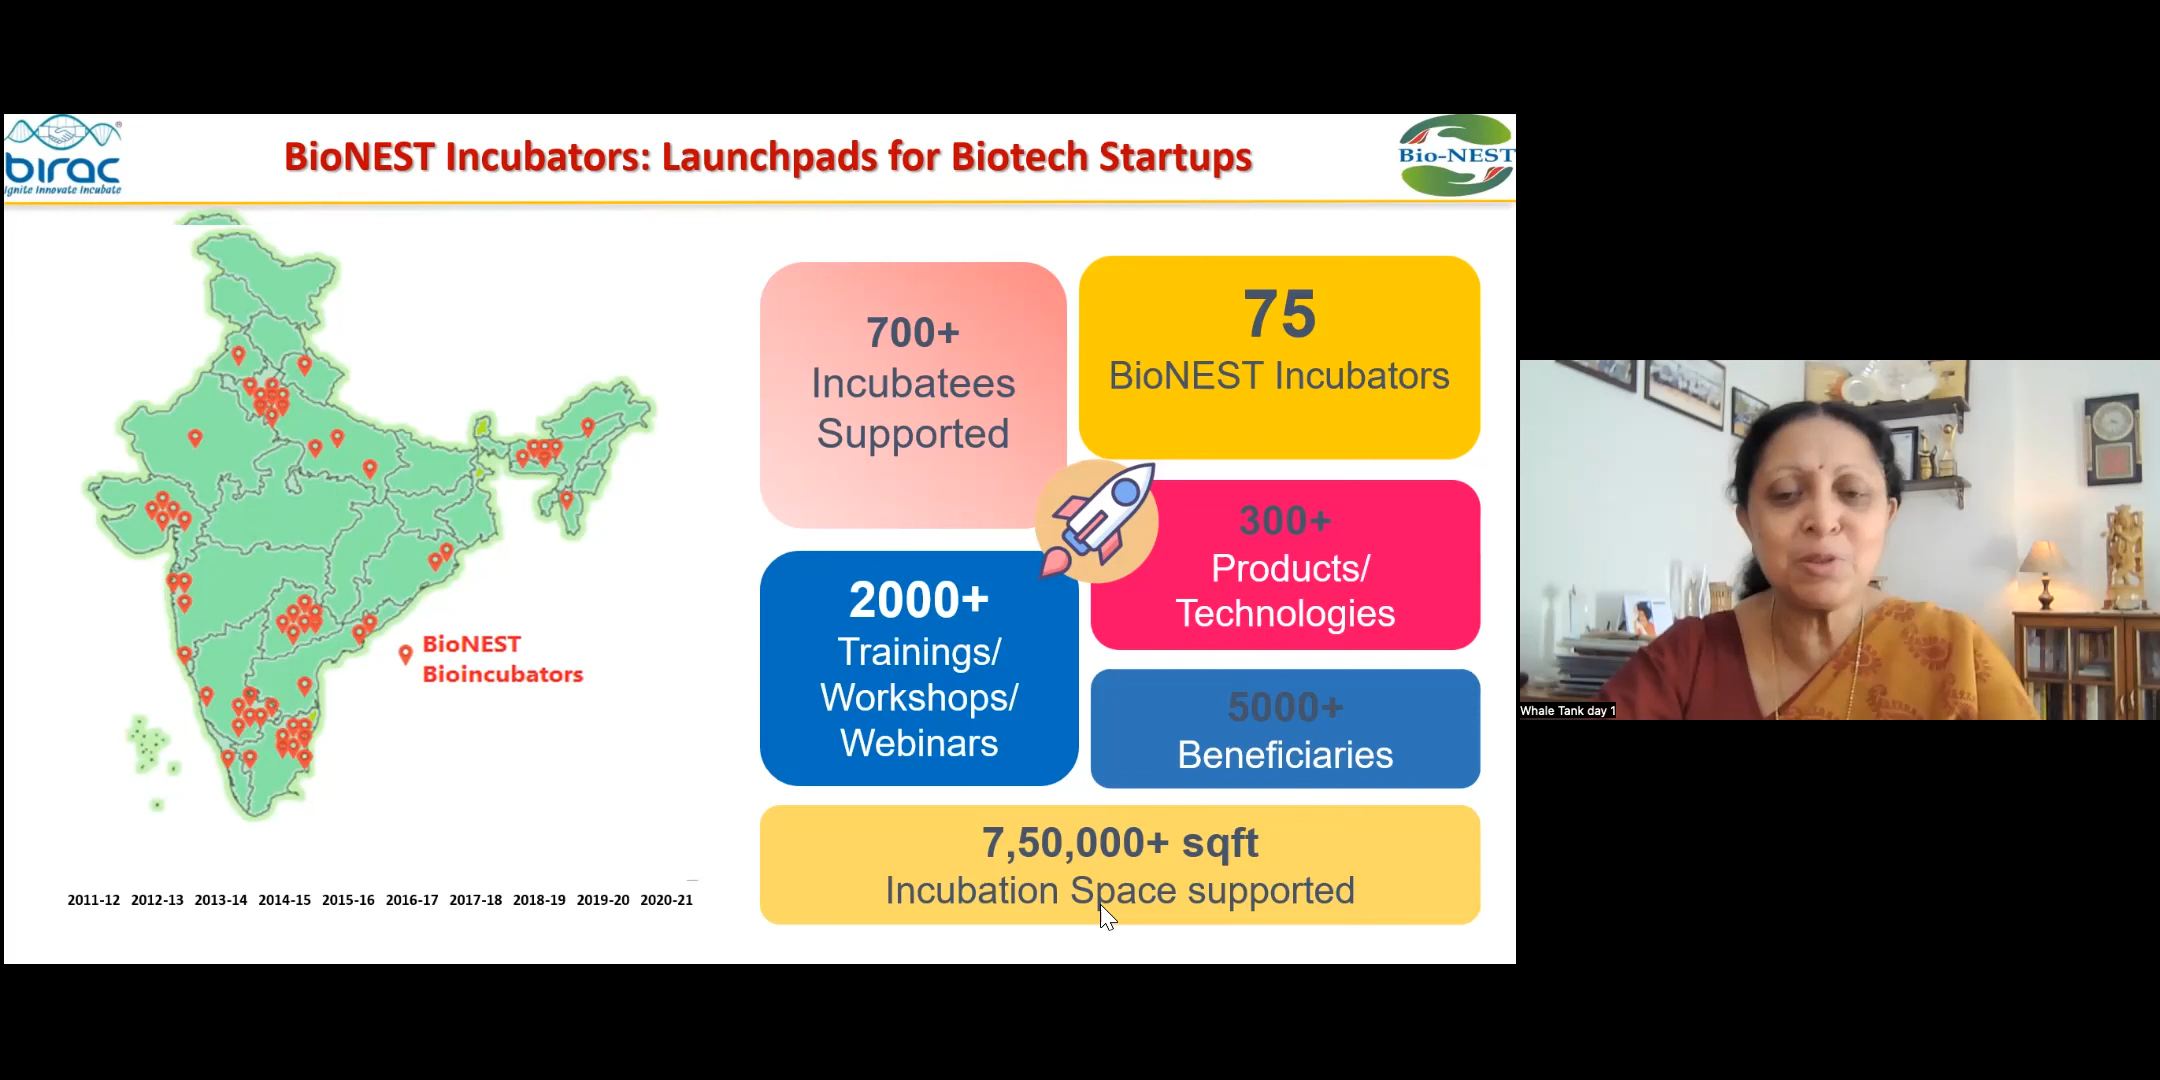 birac
Ignite Innovate Incubate
BioNEST Incubators: Launchpads for Biotech Startups
Bio-NEST
700+
Incubatees
Supported
75
BioNEST Incubators
2000+
Trainings/
Workshops/
Webinars
300+
Products/
Technologies
5000+
Beneficiaries
7,50,000+ sqft
Incubation Space supported
BioNEST
Bioincubators
2011-12 2012-13 2013-14 2014-15 2015-16 2016-17 2017-18 2018-19 2019-20 2020-21
Whale Tank day 1